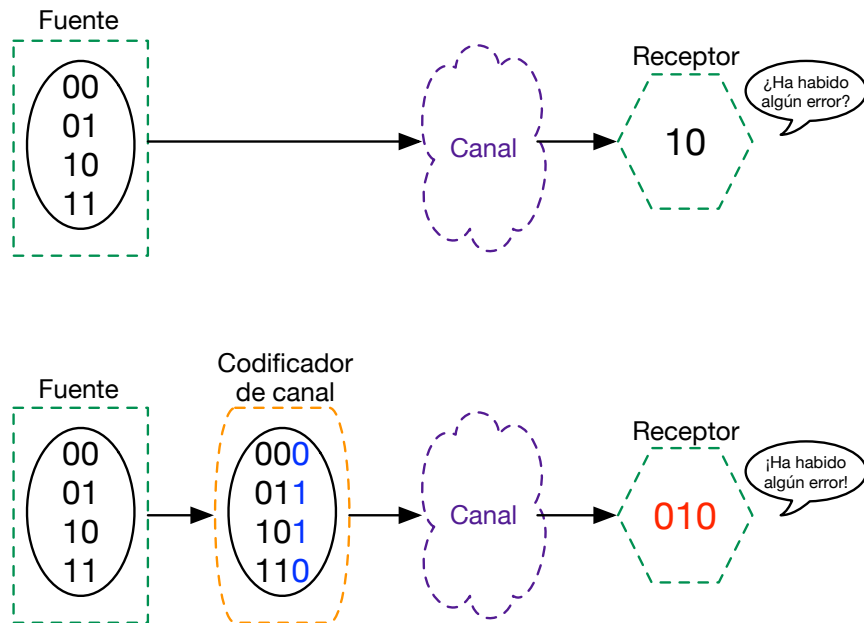 Fuente
00
01
10
11
Canal
Receptor
10
¿Ha habido
algún error?
Fuente
00
01
10
11
Codificador
de canal
000
011
101
110
Canal
Receptor
010
¡Ha habido
algún error!